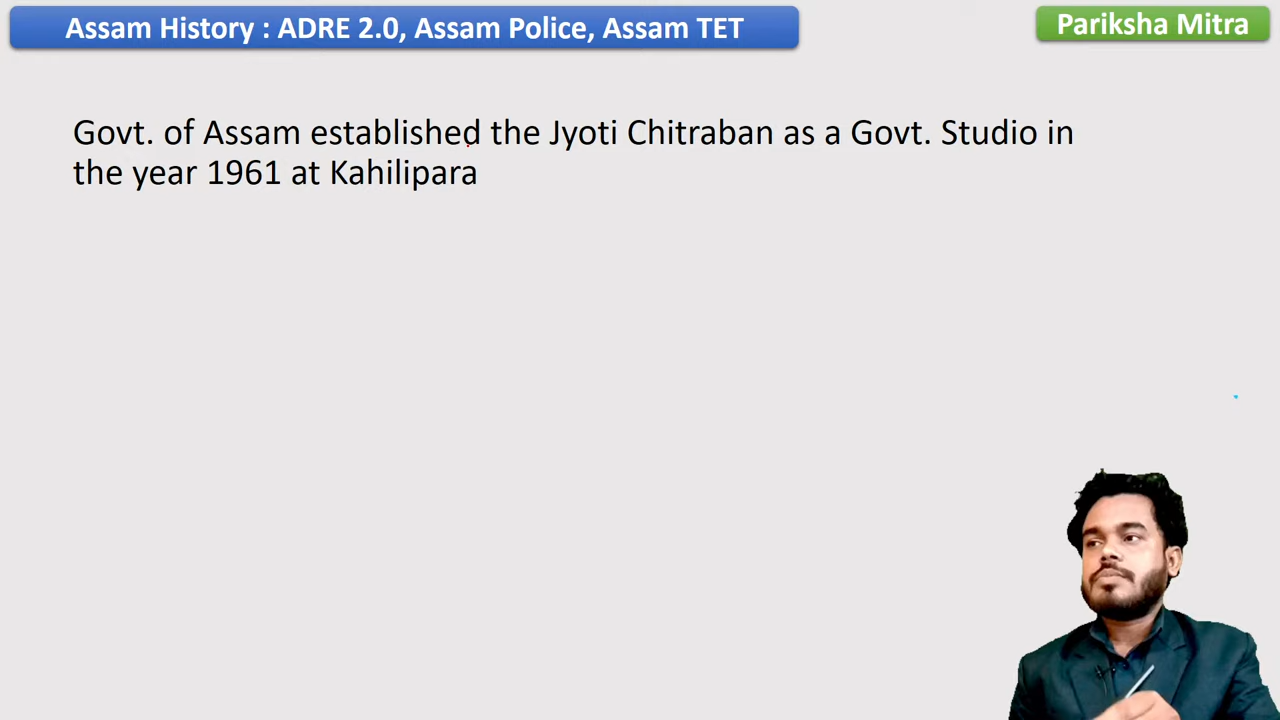 Assam History : ADRE 2.0, Assam Police, Assam TET
Pariksha Mitra
Govt. of Assam established the Jyoti Chitraban as a Govt. Studio in
the year 1961 at Kahilipara